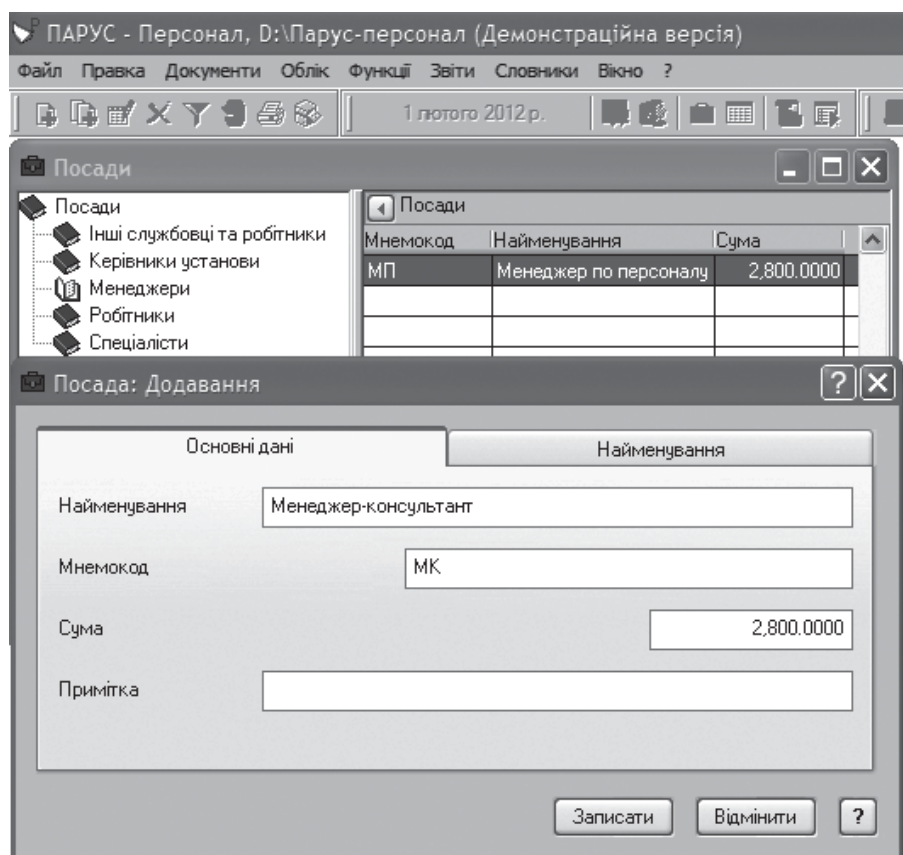 ПАРУС - Персонал, D:\Парус-персонал (Демонстраційна версія)
Файл Правка Документи Облік Функції Звіти Словники Вікно ?
1 лютого 2012 р.
Посади
Посади
Інші службовці та робітники
Керівники установи
Менеджери
Робітники
Спеціалісти
Посади
Мнемокод Найменування Сума
МП Менеджер по персоналу 2,800.0000
Посада: Додавання
Основні дані Найменування
Найменування Менеджер-консультант
Мнемокод МК
Сума 2,800.0000
Примітка
Записати Відмінити ?